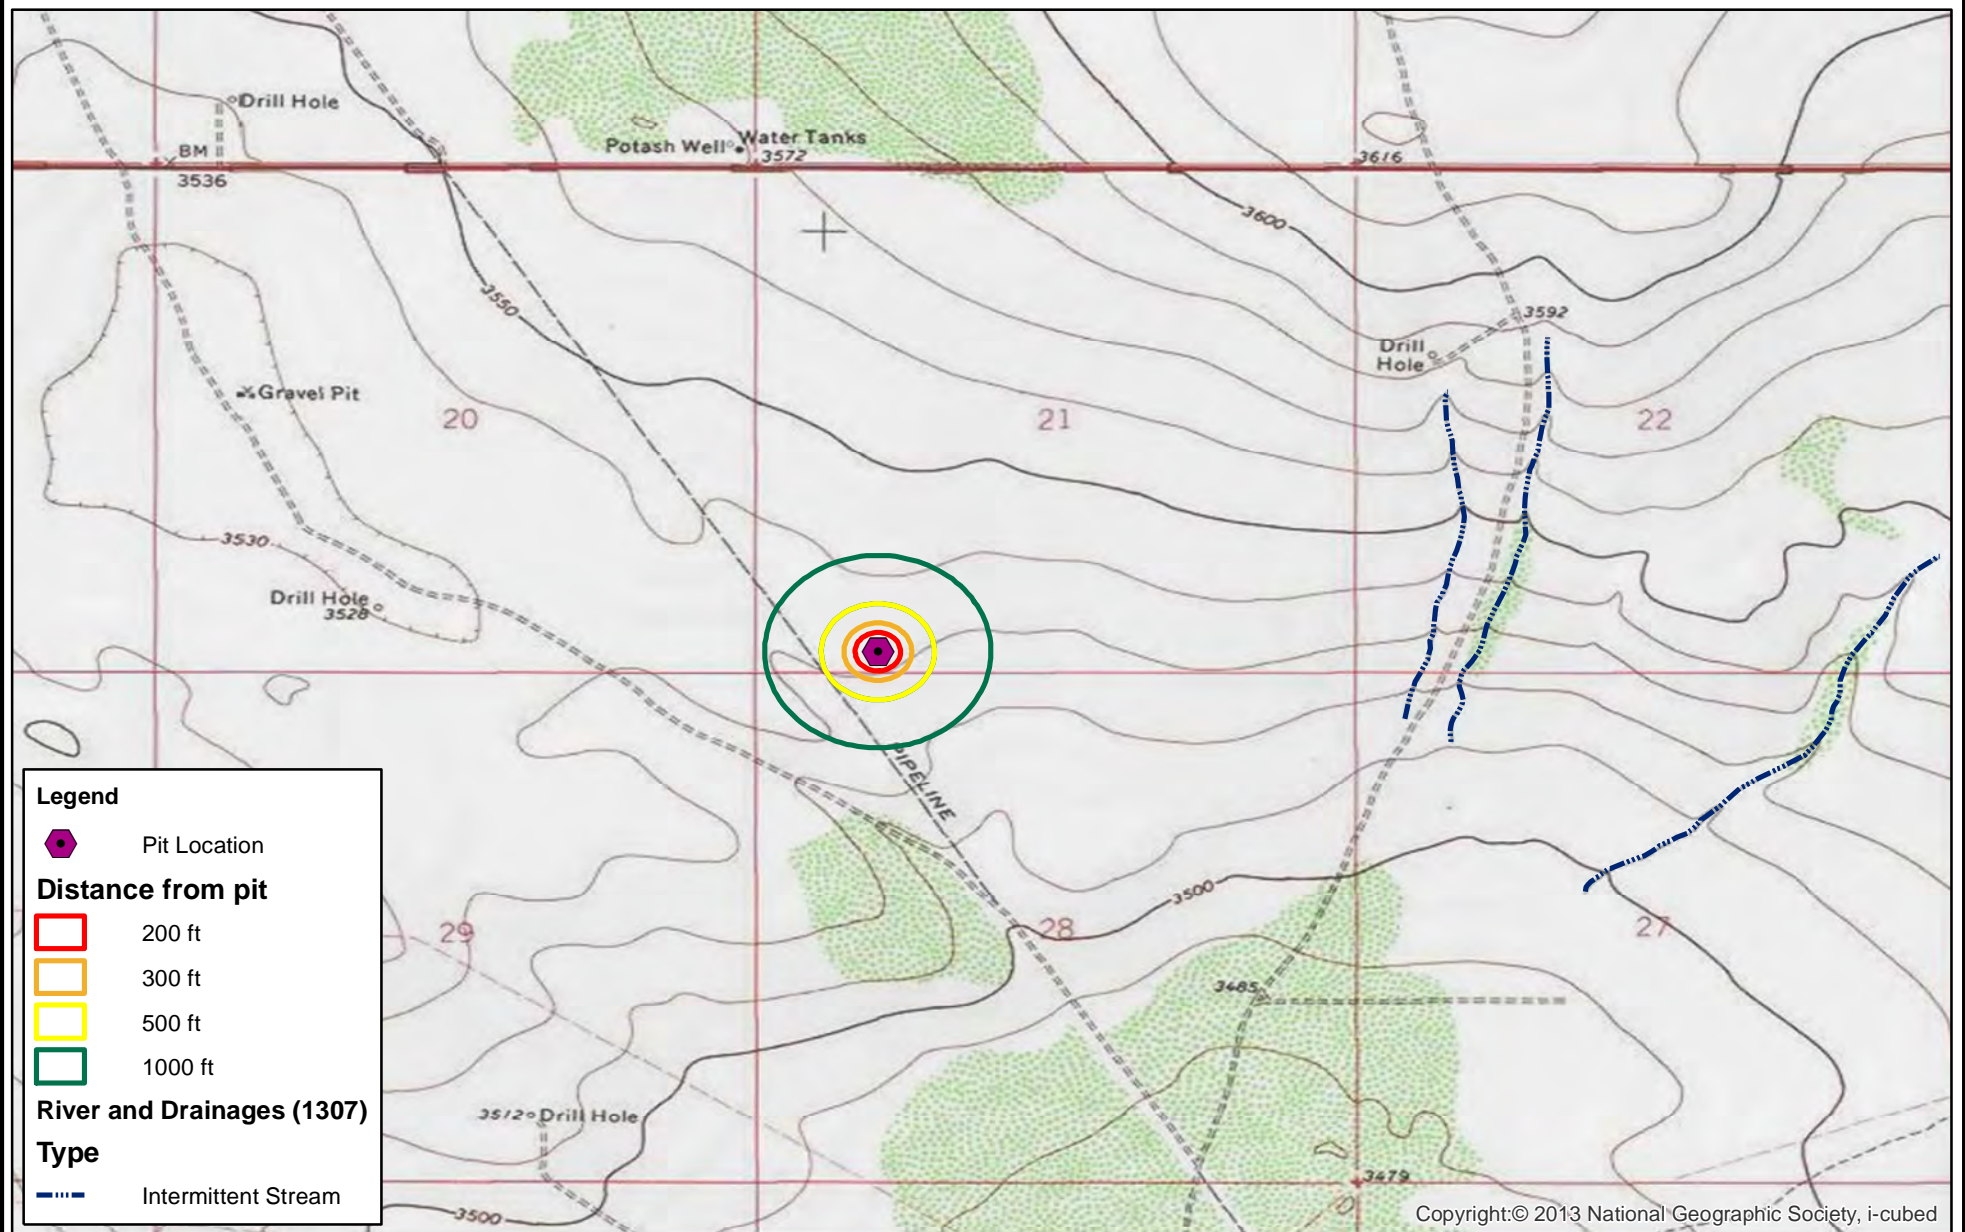 Drill Hole
BM
3536
Potash Well
Water Tanks
3572
3616
3600
3550
3592
Drill
Hole
Gravel Pit
20
21
22
3530
Drill Hole
3528
PIPELINE
3500
29
28
27
3485
3512
Drill Hole
3479
3500
Legend
Pit Location
Distance from pit
200 ft
300 ft
500 ft
1000 ft
River and Drainages (1307)
Type
Intermittent Stream
Copyright:© 2013 National Geographic Society, i-cubed